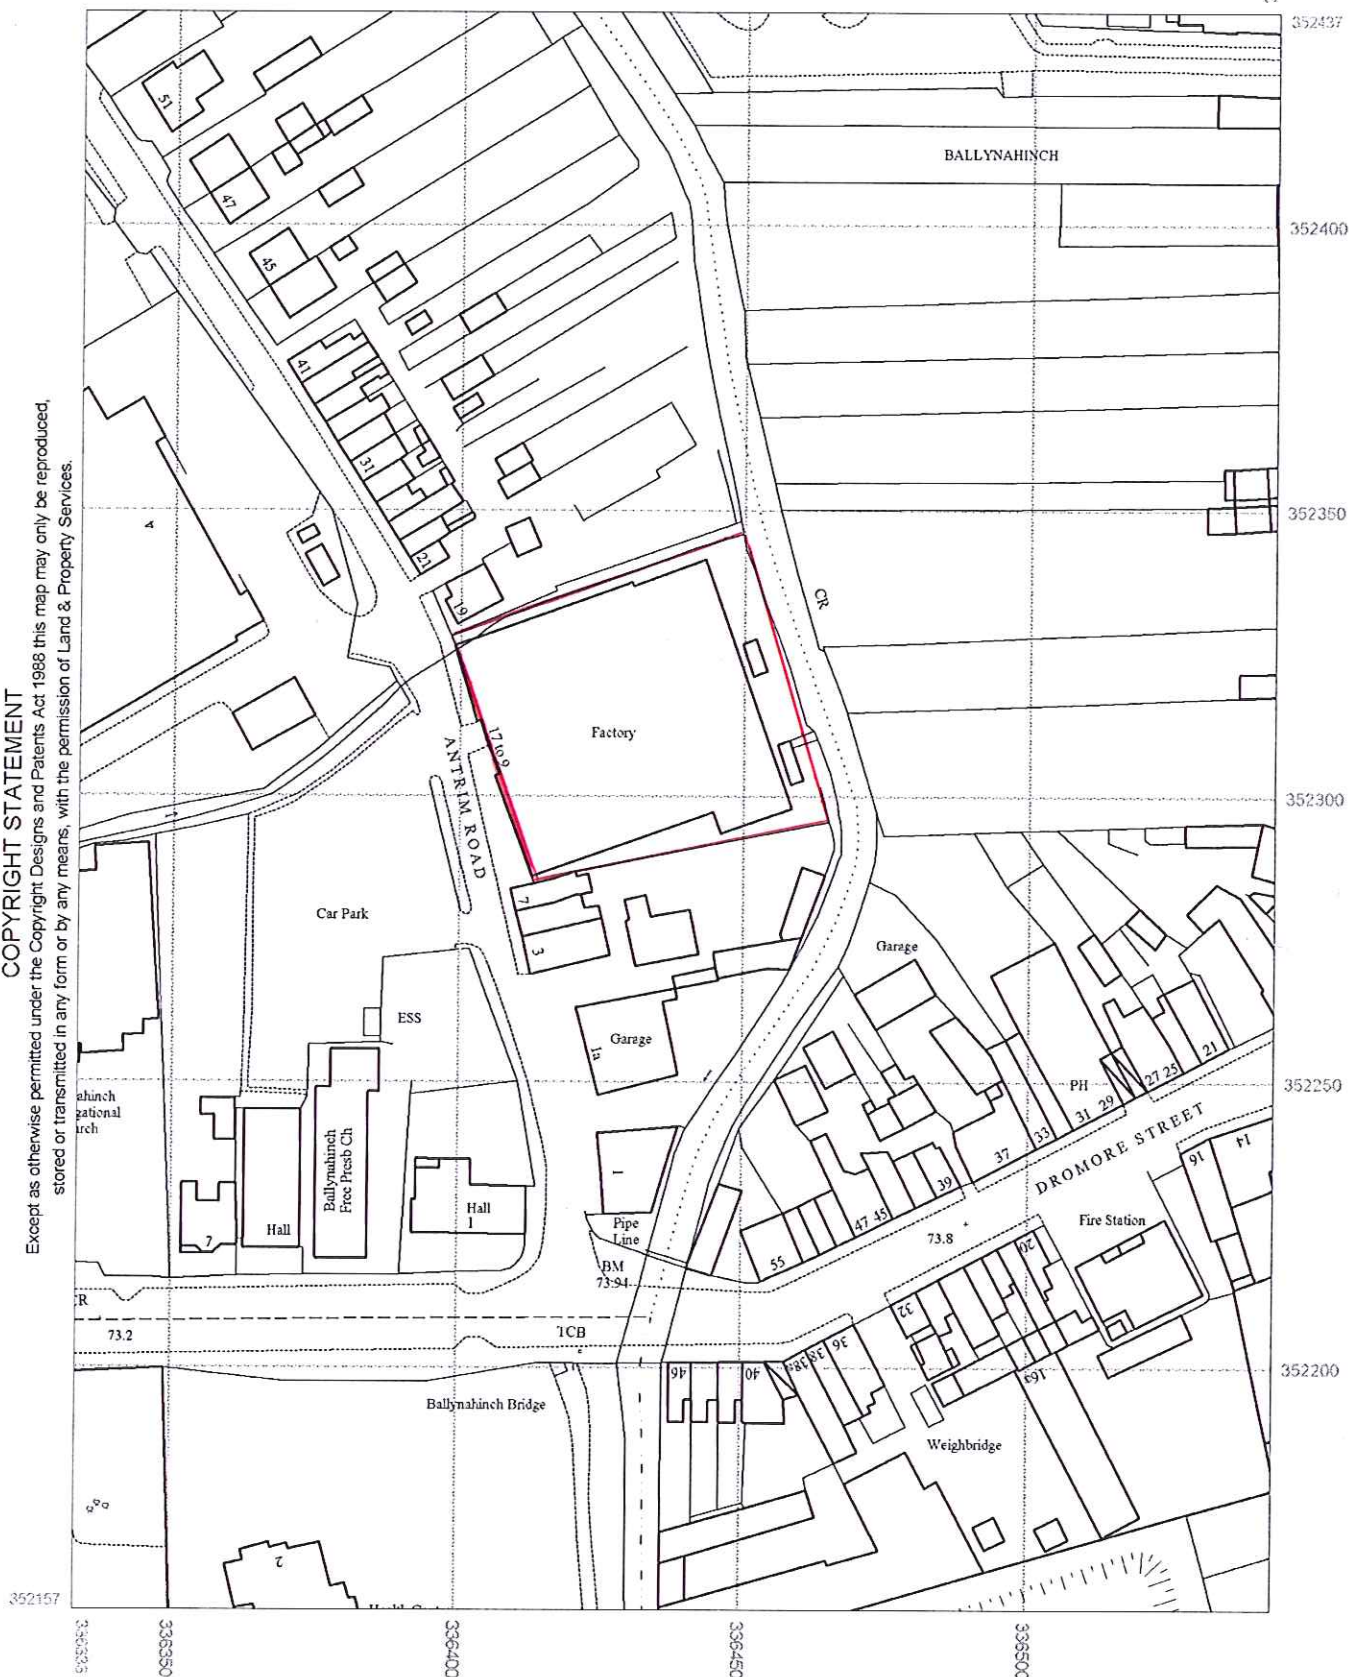 COPYRIGHT STATEMENT
Except as otherwise permitted under the Copyright Designs and Patents Act 1988 this map may only be reproduced,
stored or transmitted in any form or by any means, with the permission of Land & Property Services.
352437
51
BALLYNAHINCH
47
352400
45
41
31
4
352350
21
CR
19
Factory
17 to 9
ANTRIM ROAD
352300
7
Car Park
3
Garage
ESS
Garage
1a
PH
352250
27 25
21
31
29
33
37
DROMORE STREET
14
16
39
Ballynahinch
Free Presb Ch
1
Hall
1
Hall
7
Pipe
Line
47 45
Fire Station
73.8
20
55
BM
73.94
32
73.2
TCB
36
38
38a
40
46
16a
352200
Ballynahinch Bridge
Weighbridge
2
352157
336350
336400
336450
336500